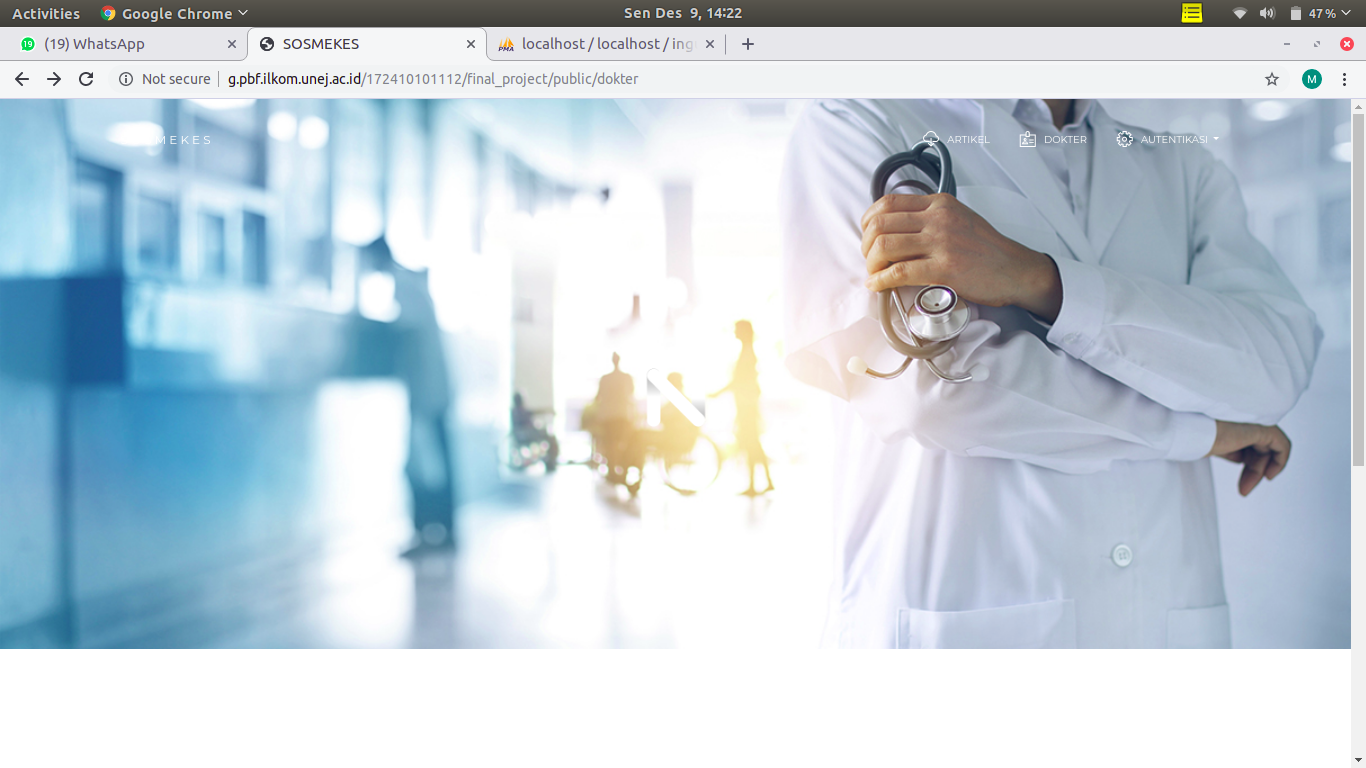 Activities Google Chrome Sen Des 9, 14:22 47%
(19) WhatsApp SOSMEKES localhost / localhost / ing
Not secure g.pbf.ilkom.unej.ac.id/172410101112/final_project/public/dokter M
MEKES ARTIKEL DOKTER AUTENTIKASI